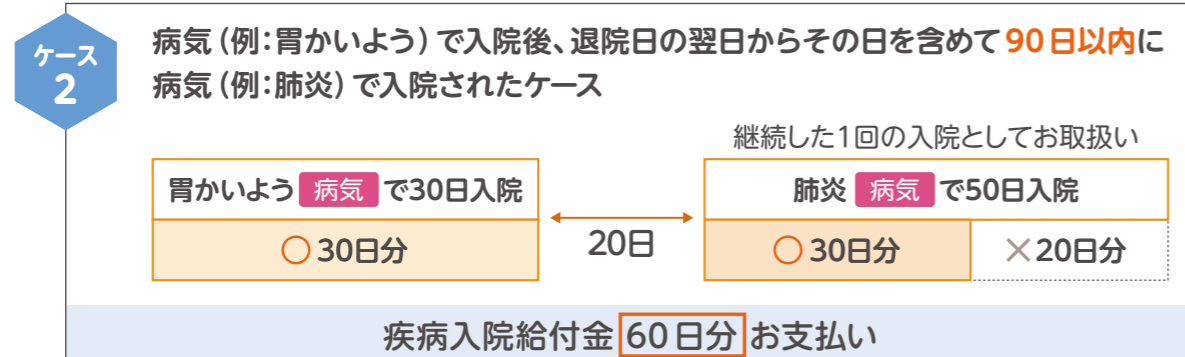 ケース
2
病気（例：胃かいよう）で入院後、退院日の翌日からその日を含めて90日以内に
病気（例：肺炎）で入院されたケース
継続した1回の入院としてお取扱い
胃かいよう 病気 で30日入院
肺炎 病気 で50日入院
20日
○30日分
○30日分
×20日分
疾病入院給付金60日分お支払い